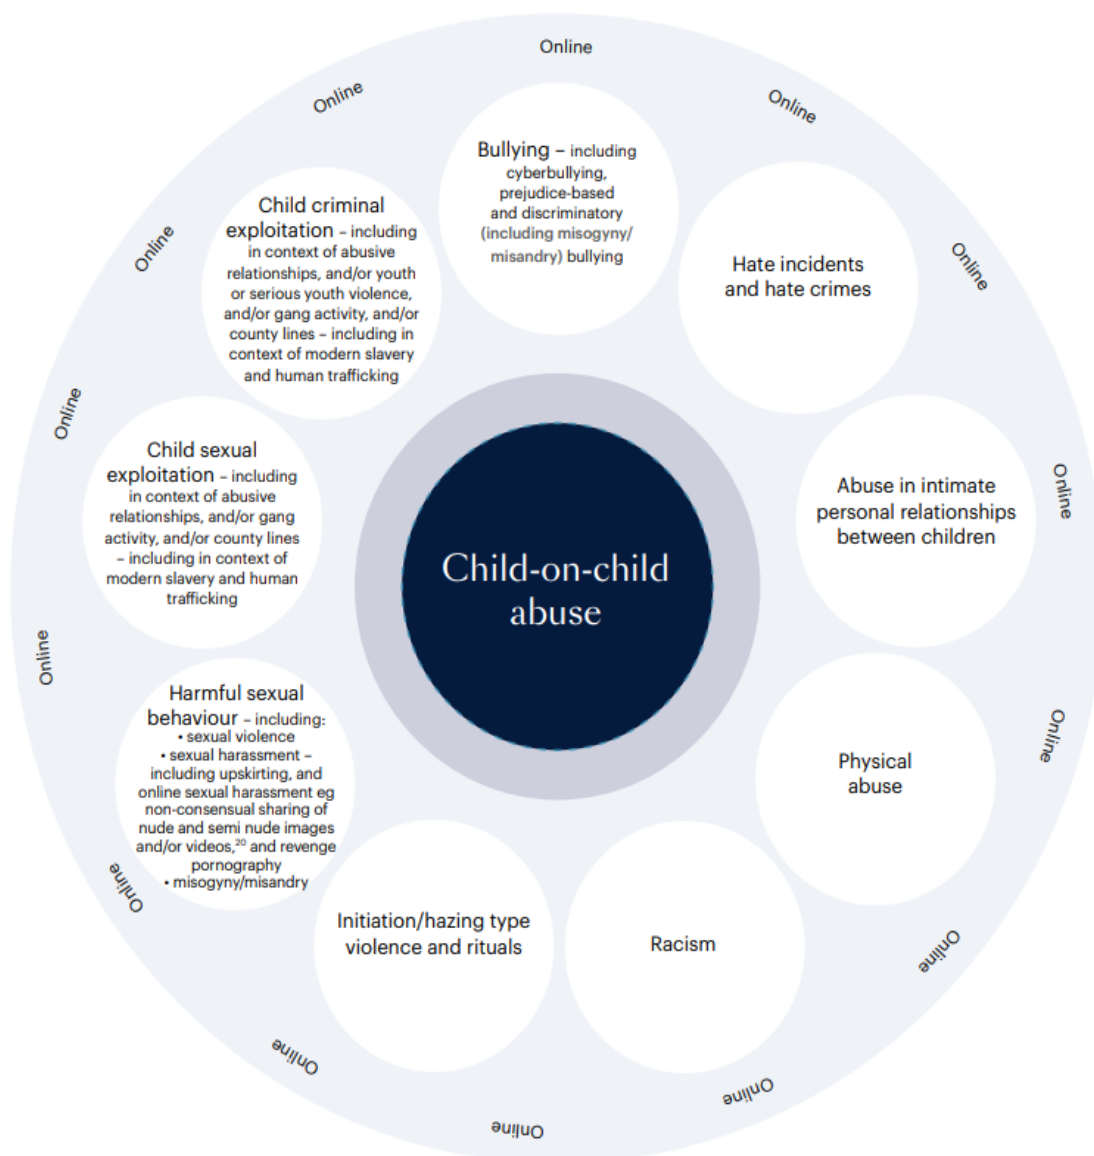 Online
Online
Online
Bullying – including
cyberbullying,
prejudice-based
and discriminatory
(including misogyny/
misandry) bullying
Child criminal
exploitation – including
in context of abusive
relationships, and/or youth
or serious youth violence,
and/or gang activity, and/or
county lines – including in
context of modern slavery
and human trafficking
Online
Online
Hate incidents
and hate crimes
Online
Child sexual
exploitation – including
in context of abusive
relationships, and/or gang
activity, and/or county lines
– including in context of
modern slavery and human
trafficking
Online
Abuse in intimate
personal relationships
between children
Child-on-child
abuse
Online
Harmful sexual
behaviour – including:
• sexual violence
• sexual harassment –
including upskirting, and
online sexual harassment eg
non-consensual sharing of
nude and semi nude images
and/or videos,²⁰ and revenge
pornography
• misogyny/misandry
Online
Physical
abuse
Online
Initiation/hazing type
violence and rituals
Racism
Online
Online
Online
Online